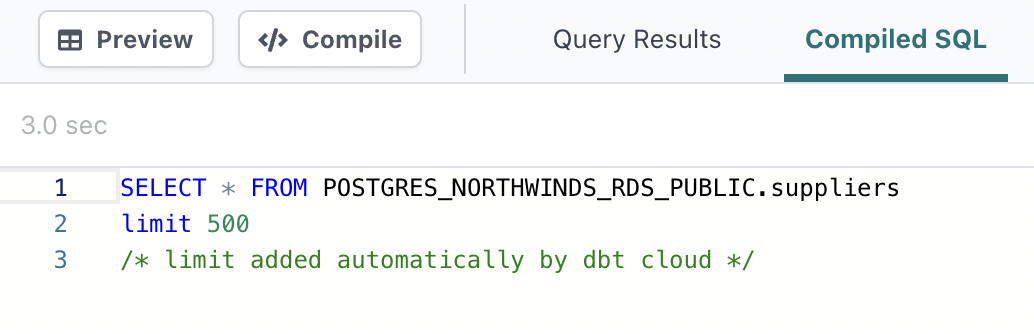 Preview Compile Query Results Compiled SQL
3.0 sec
1 SELECT * FROM POSTGRES_NORTHWINDS_RDS_PUBLIC.suppliers
2 limit 500
3 /* limit added automatically by dbt cloud */